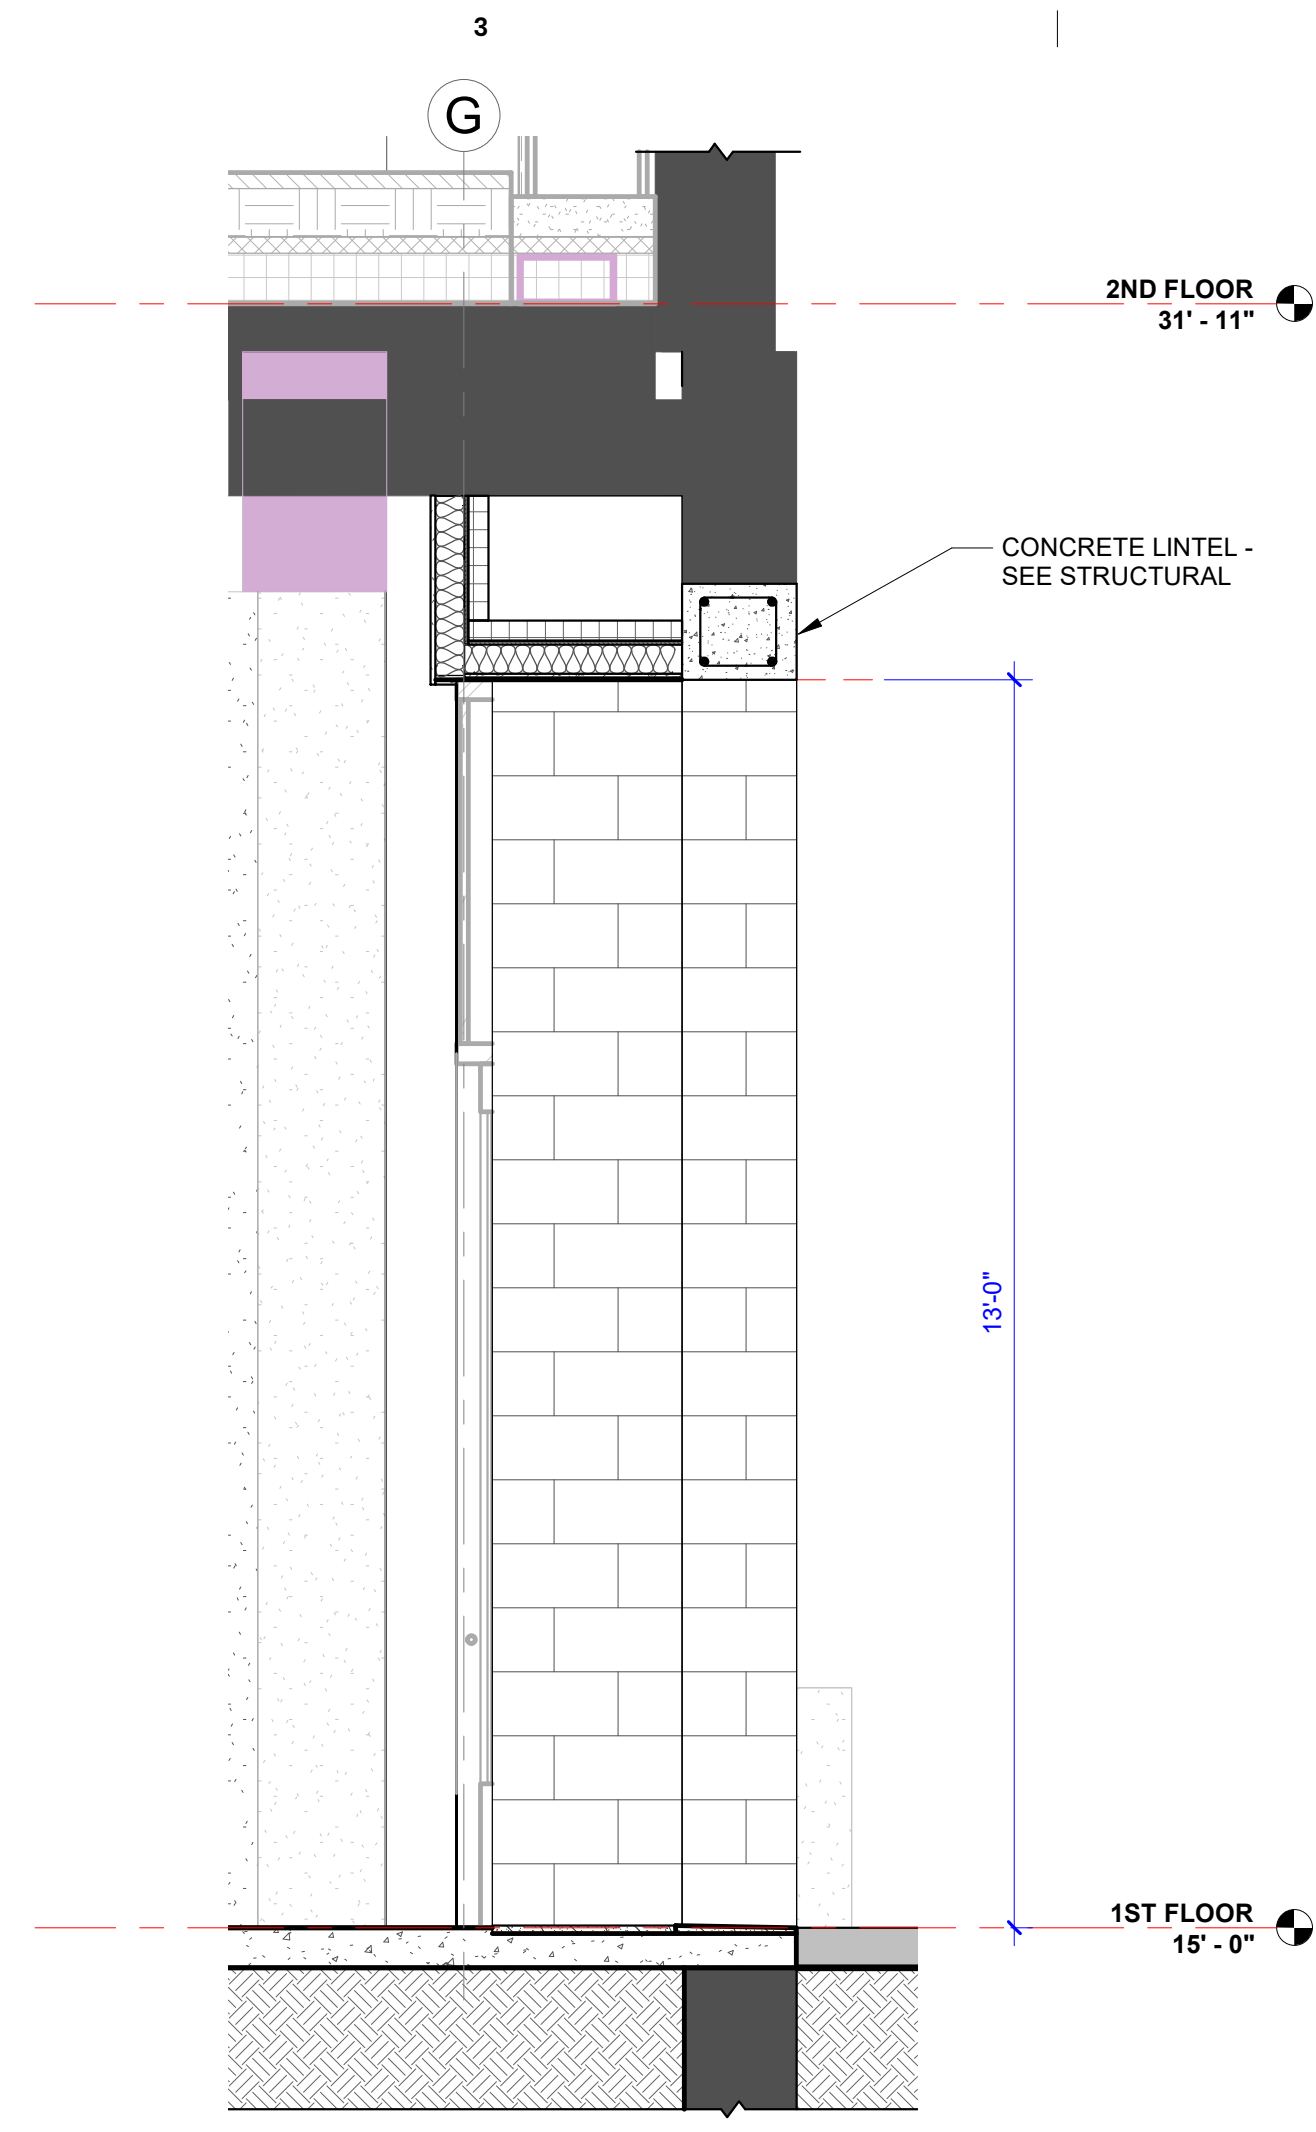 3
G
2ND FLOOR
31' - 11"
CONCRETE LINTEL -
SEE STRUCTURAL
13'-0"
1ST FLOOR
15' - 0"